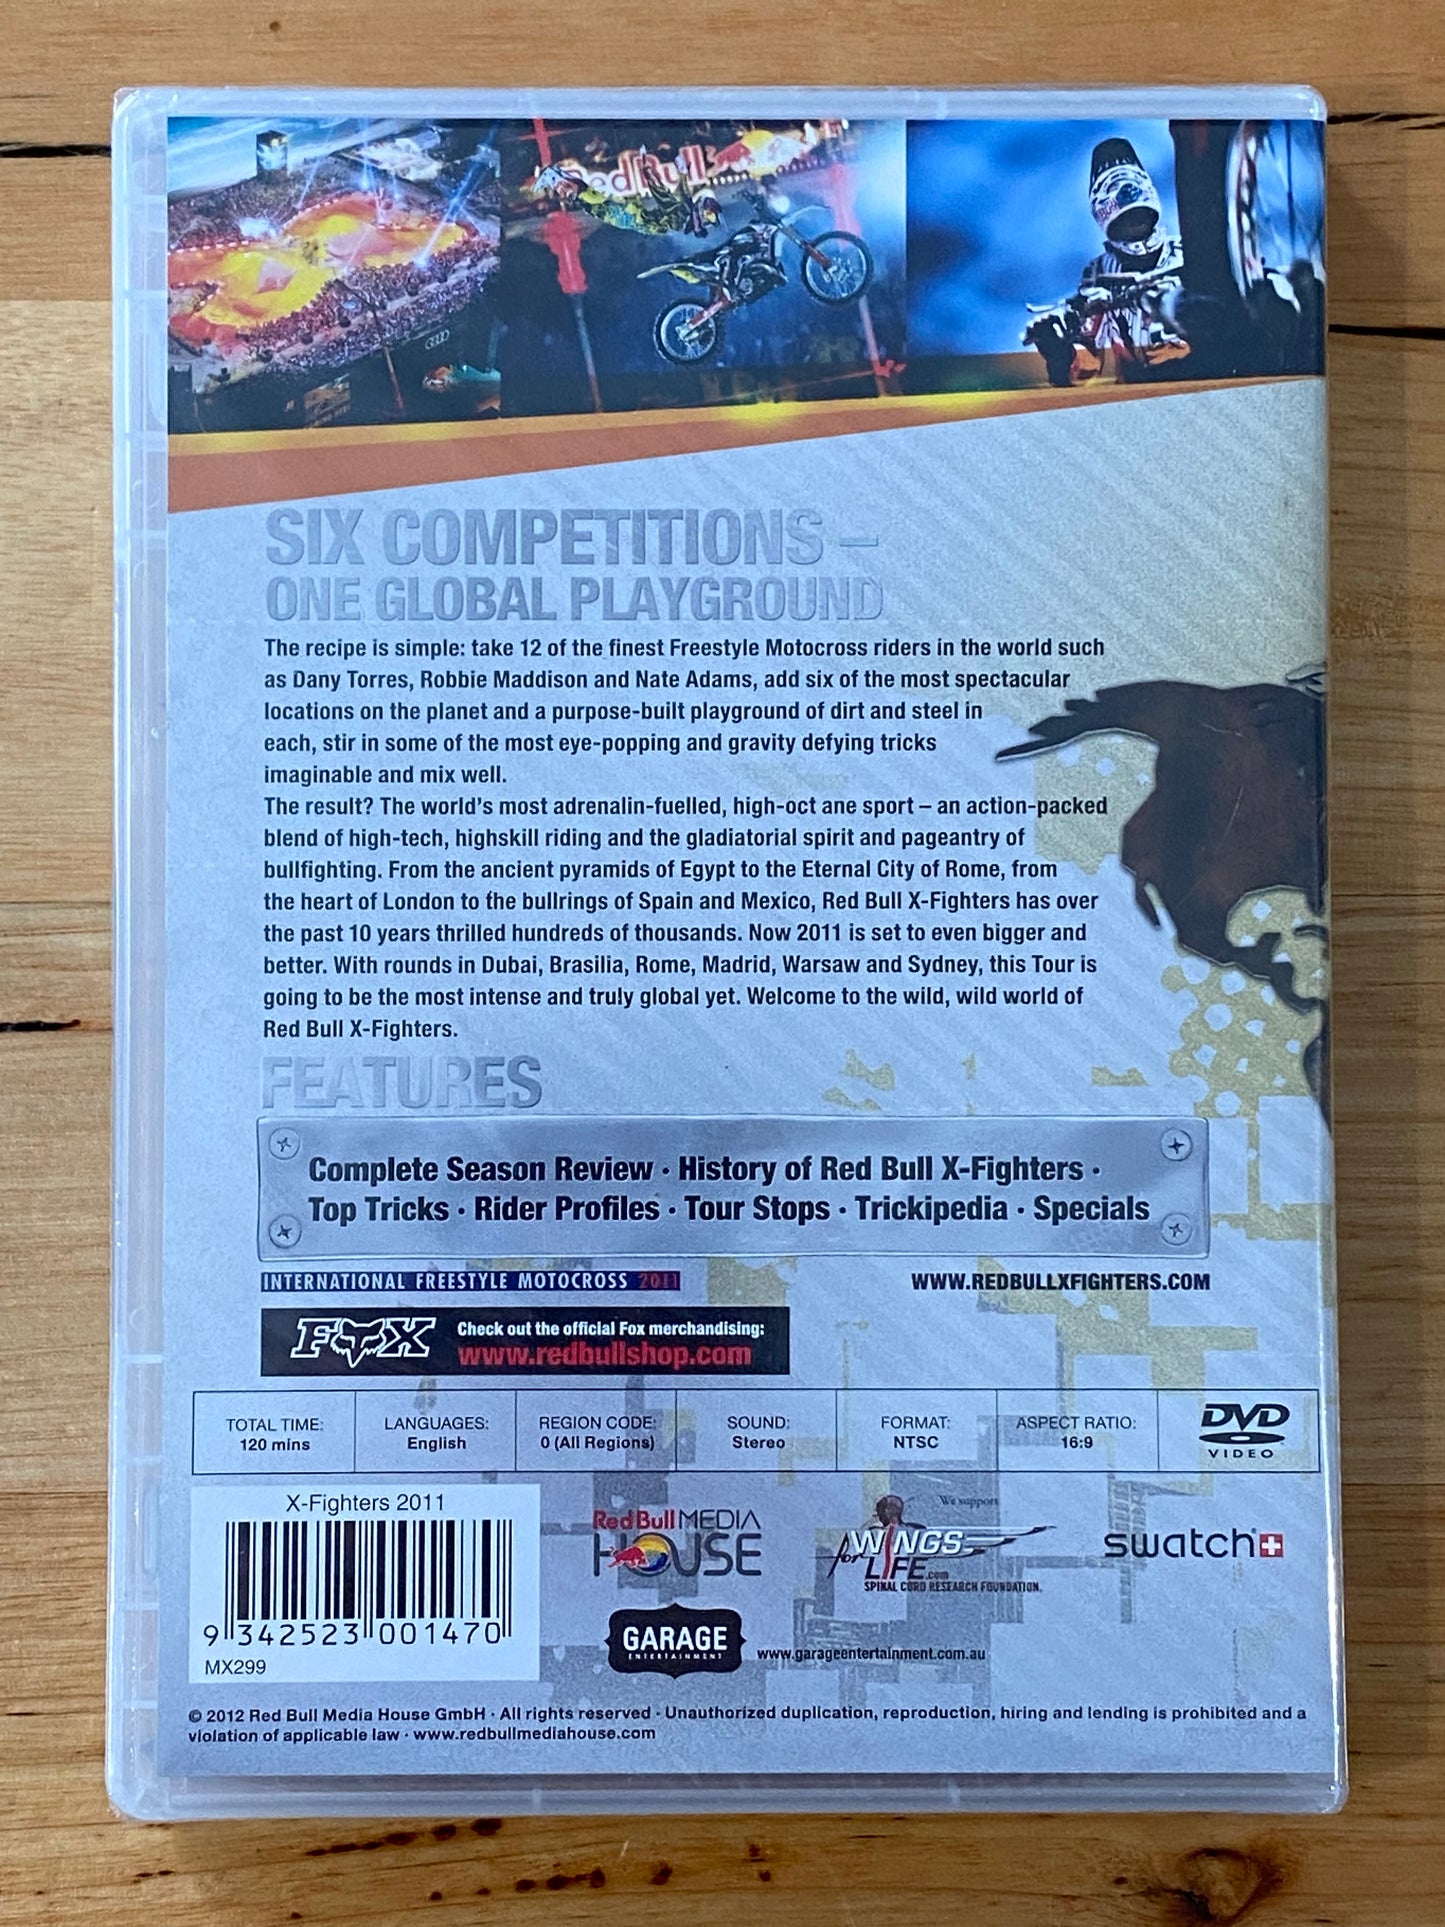 Red Bull
SIX COMPETITIONS –
ONE GLOBAL PLAYGROUND
The recipe is simple: take 12 of the finest Freestyle Motocross riders in the world such
as Dany Torres, Robbie Maddison and Nate Adams, add six of the most spectacular
locations on the planet and a purpose-built playground of dirt and steel in
each, stir in some of the most eye-popping and gravity defying tricks
imaginable and mix well.
The result? The world's most adrenalin-fuelled, high-oct ane sport – an action-packed
blend of high-tech, highskill riding and the gladiatorial spirit and pageantry of
bullfighting. From the ancient pyramids of Egypt to the Eternal City of Rome, from
the heart of London to the bullrings of Spain and Mexico, Red Bull X-Fighters has over
the past 10 years thrilled hundreds of thousands. Now 2011 is set to even bigger and
better. With rounds in Dubai, Brasilia, Rome, Madrid, Warsaw and Sydney, this Tour is
going to be the most intense and truly global yet. Welcome to the wild, wild world of
Red Bull X-Fighters.
FEATURES
Complete Season Review · History of Red Bull X-Fighters ·
Top Tricks · Rider Profiles · Tour Stops · Trickipedia · Specials
INTERNATIONAL FREESTYLE MOTOCROSS 2011
WWW.REDBULLXFIGHTERS.COM
FOX
Check out the official Fox merchandising:
www.redbullshop.com
TOTAL TIME:
120 mins
LANGUAGES:
English
REGION CODE:
0 (All Regions)
SOUND:
Stereo
FORMAT:
NTSC
ASPECT RATIO:
16:9
DVD
VIDEO
X-Fighters 2011
9 342523 001470
MX299
Red Bull MEDIA
HOUSE
We support
WINGS
for LIFE.com
SPINAL CORD RESEARCH FOUNDATION.
swatch
GARAGE
ENTERTAINMENT
www.garageentertainment.com.au
© 2012 Red Bull Media House GmbH · All rights reserved · Unauthorized duplication, reproduction, hiring and lending is prohibited and a
violation of applicable law · www.redbullmediahouse.com